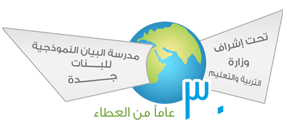 تحت إشراف
وزارة
التربية والتعليم
مدرسة البيان النموذجية
للبنات
جدة
٣٠
عاماً من العطاء